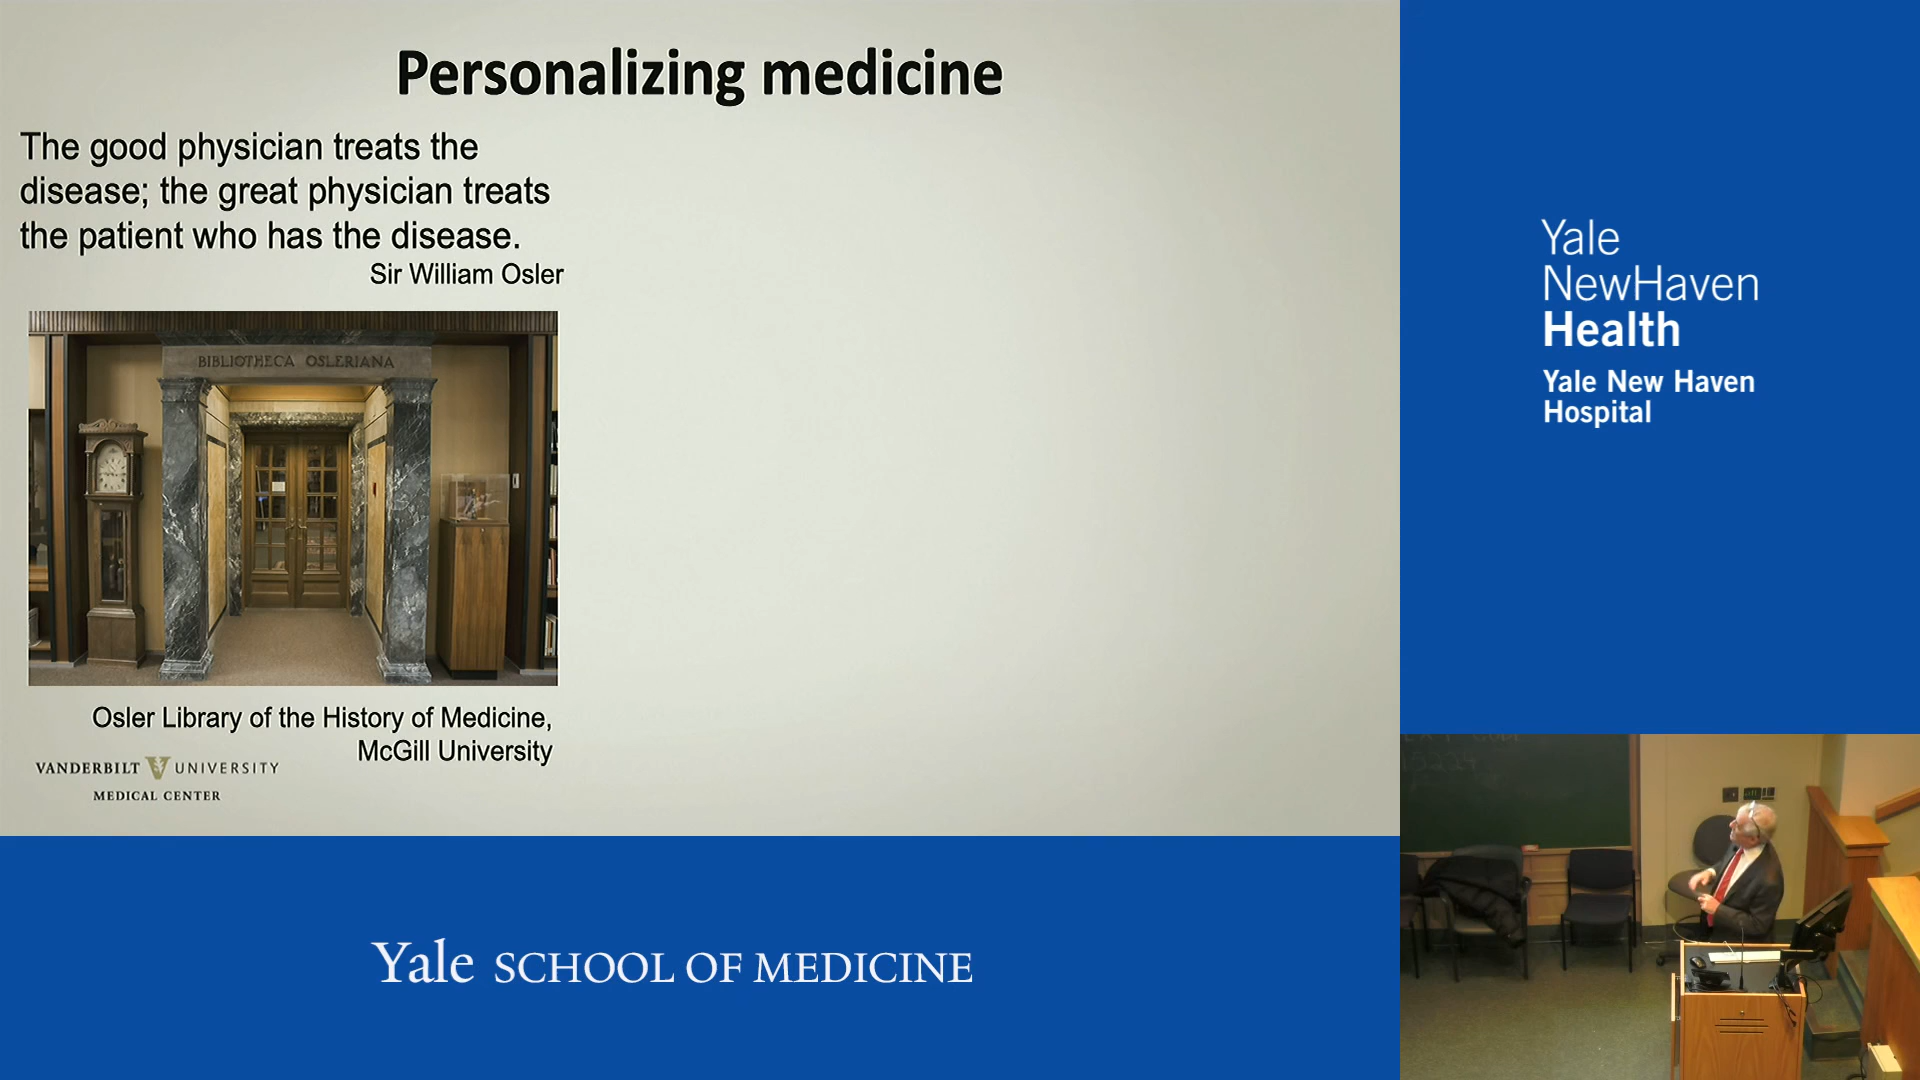 Personalizing medicine
The good physician treats the
disease; the great physician treats
the patient who has the disease.
Sir William Osler
BIBLIOTHECA OSLERIANA
Osler Library of the History of Medicine,
McGill University
VANDERBILT UNIVERSITY
MEDICAL CENTER
Yale
NewHaven
Health
Yale New Haven
Hospital
Yale SCHOOL OF MEDICINE